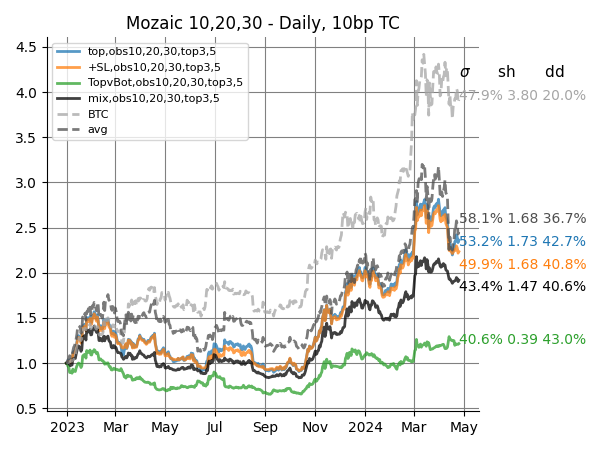 Mozaic 10,20,30 - Daily, 10bp TC
top,obs10,20,30,top3,5
+SL,obs10,20,30,top3,5
TopvBot,obs10,20,30,top3,5
mix,obs10,20,30,top3,5
BTC
avg
σ sh dd
47.9% 3.80 20.0%
58.1% 1.68 36.7%
53.2% 1.73 42.7%
49.9% 1.68 40.8%
43.4% 1.47 40.6%
40.6% 0.39 43.0%
4.5
4.0
3.5
3.0
2.5
2.0
1.5
1.0
0.5
2023 Mar May Jul Sep Nov 2024 Mar May